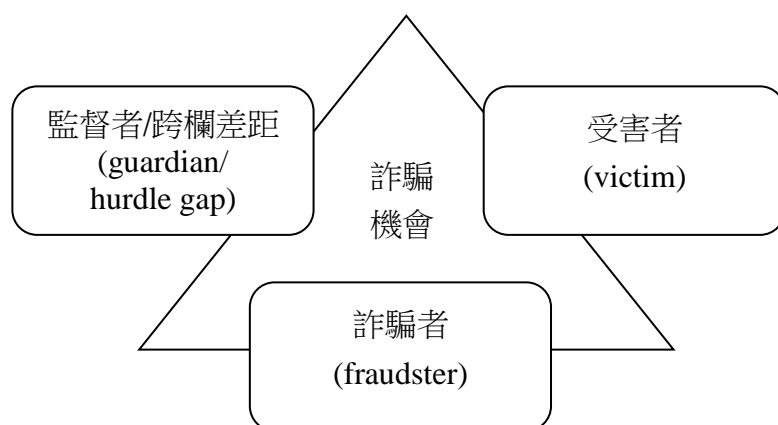 監督者/跨欄差距
(guardian/
hurdle gap)
受害者
(victim)
詐騙
機會
詐騙者
(fraudster)